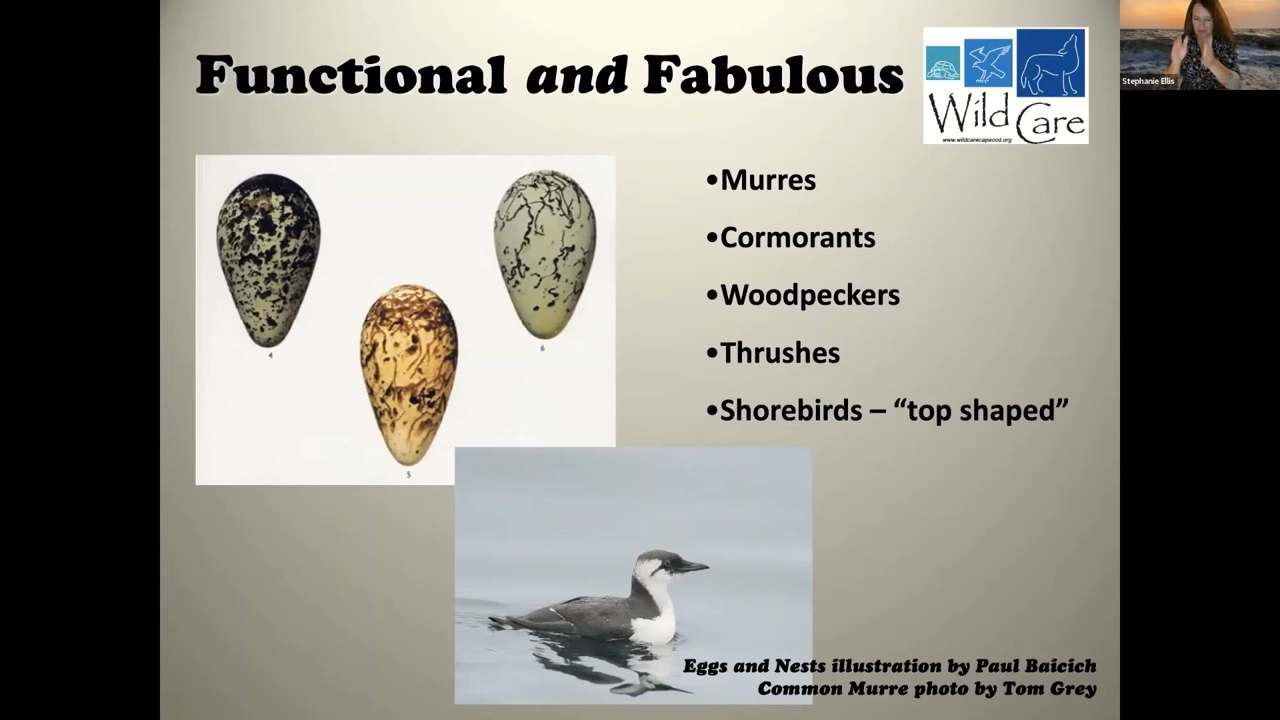 Functional and Fabulous
Wild Care
www.wildcarecapecod.org
Stephanie Ellis
•Murres
•Cormorants
•Woodpeckers
•Thrushes
•Shorebirds – “top shaped”
4
6
5
Eggs and Nests illustration by Paul Baicich
Common Murre photo by Tom Grey